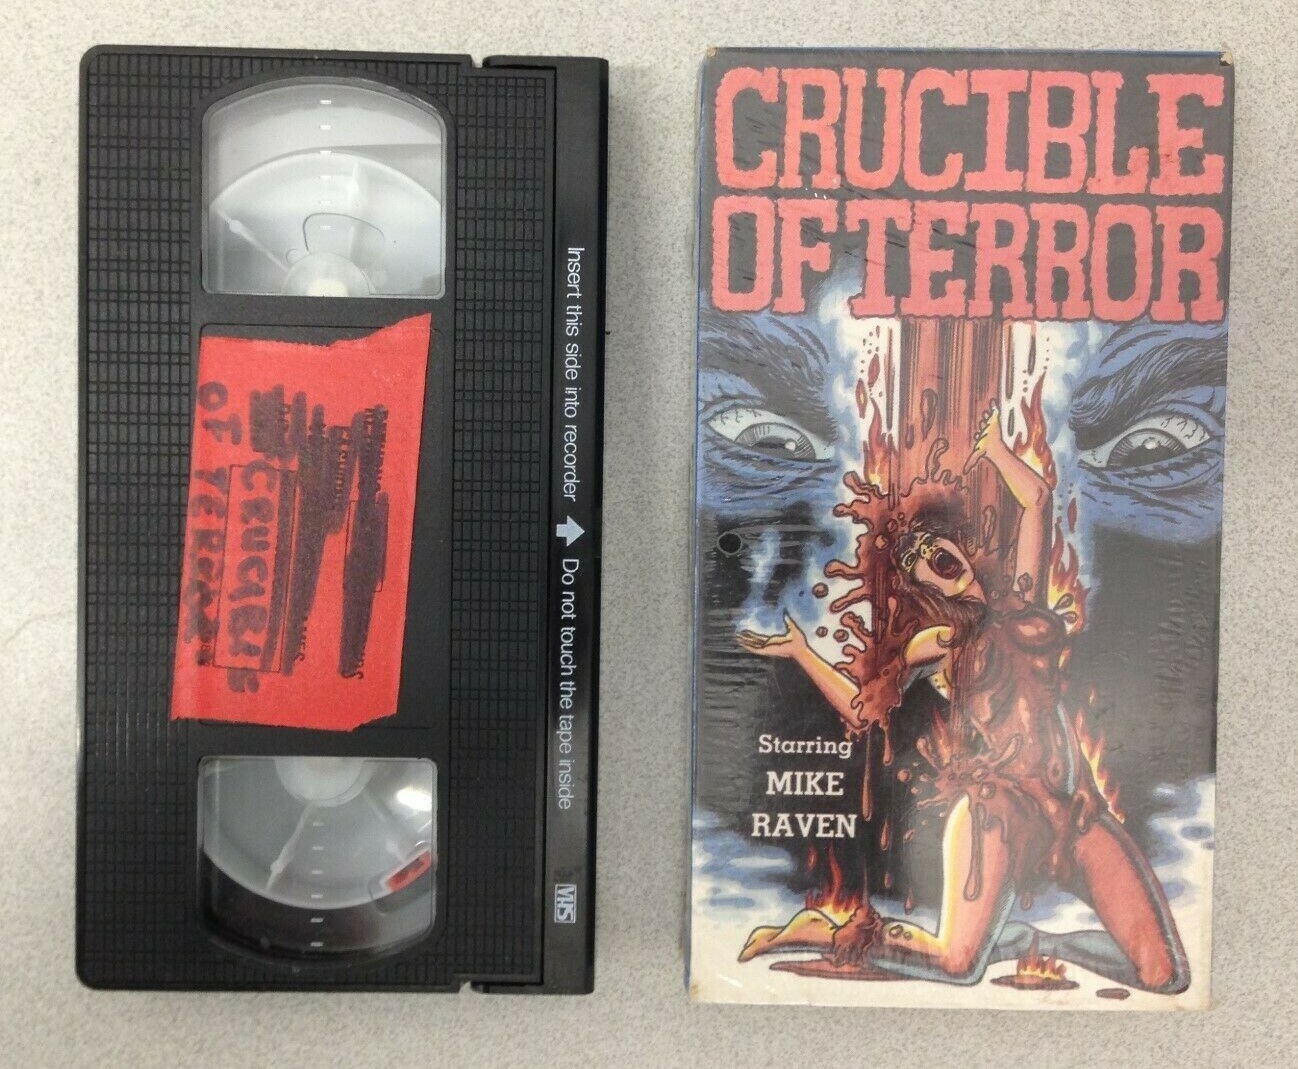 Insert this side into recorder Do not touch the tape inside
VHS
CRUCIBLE
OF TERROR
CRUCIBLE
OF TERROR
Starring
MIKE
RAVEN